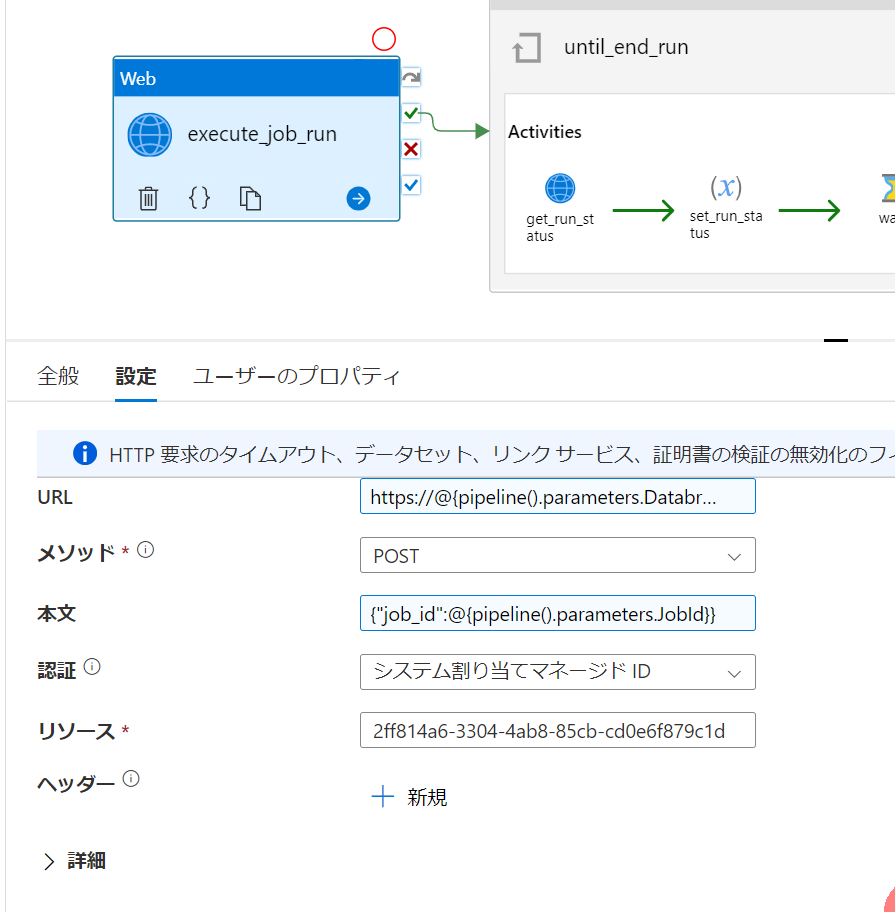 until_end_run
Web
execute_job_run
Activities
get_run_st
atus
set_run_sta
tus
全般
設定
ユーザーのプロパティ
HTTP 要求のタイムアウト、データセット、リンク サービス、証明書の検証の無効化の
URL
https://@{pipeline().parameters.Databr...
メソッド *
POST
本文
{"job_id":@{pipeline().parameters.JobId}}
認証
システム割り当てマネージド ID
リソース *
2ff814a6-3304-4ab8-85cb-cd0e6f879c1d
ヘッダー
新規
詳細